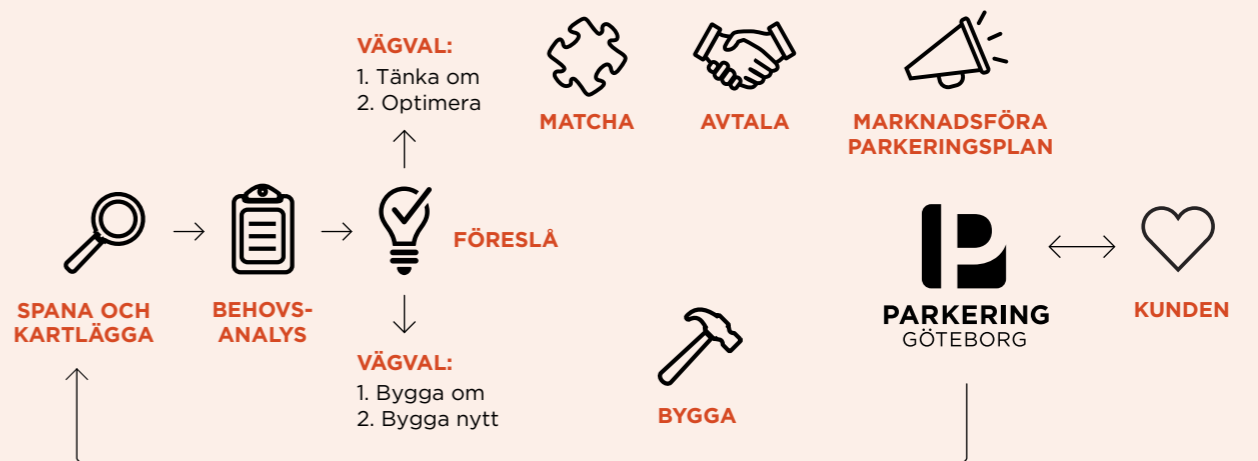 VÄGVAL:
1. Tänka om
2. Optimera
MATCHA
AVTALA
MARKNADSFÖRA
PARKERINGSPLAN
SPANA OCH
KARTLÄGGA
BEHOVS-
ANALYS
FÖRESLÅ
VÄGVAL:
1. Bygga om
2. Bygga nytt
BYGGA
PARKERING
GÖTEBORG
KUNDEN